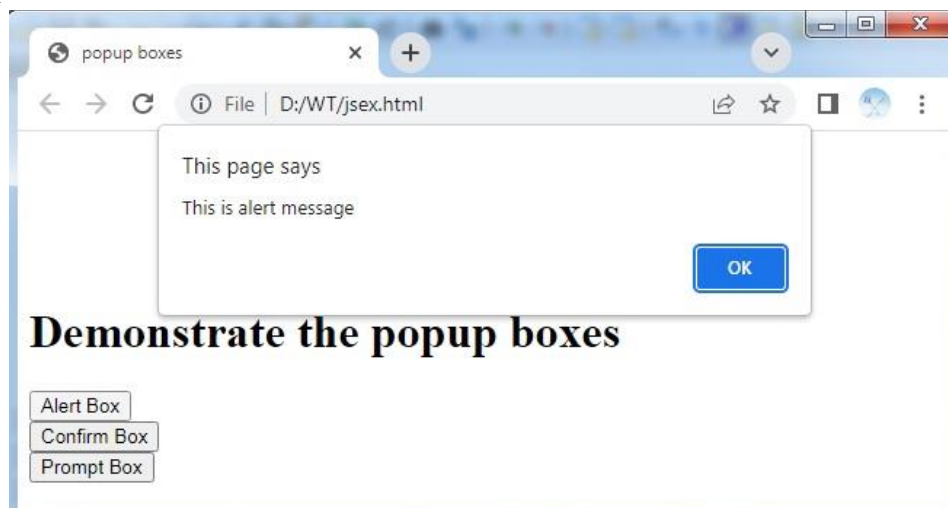 popup boxes
File | D:/WT/jsex.html
This page says
This is alert message
OK
Demonstrate the popup boxes
Alert Box
Confirm Box
Prompt Box